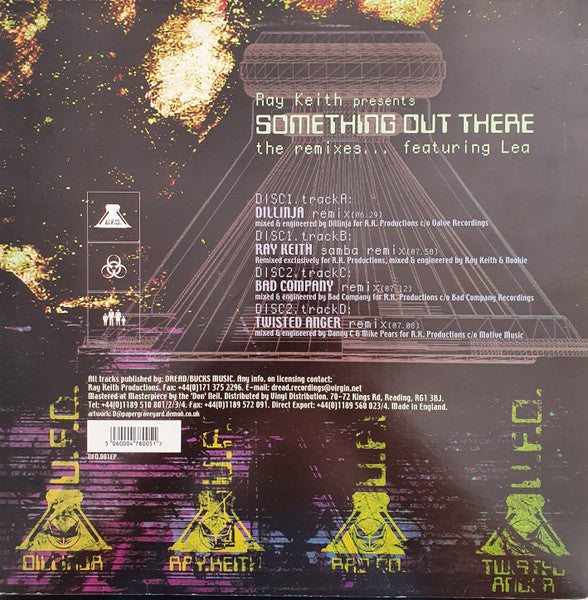 Ray Keith presents
SOMETHING OUT THERE
the remixes... featuring Lea
DISC1.trackA:
DILLINJA remix(06.29)
mixed & engineered by Dillinja for R.K. Productions c/o Valve Recordings
DISC1.trackB:
RAY KEITH samba remix(07.50)
Remixed exclusively for R.K. Productions, mixed & engineered by Ray Keith & Nookie
DISC2.trackC:
BAD COMPANY remix(07.12)
mixed & engineered by Bad Company for R.K. Productions c/o Bad Company Recordings
DISC2.trackD:
TWISTED ANGER remix(07.06)
mixed & engineered by Danny C & Mike Pears for R.K. Productions c/o Motive Music
U.F.O.
All tracks published by: DREAD/BUCKS MUSIC. Any info. on licensing contact:
Ray Keith Productions. Fax: +44(0)171 375 2296. E-mail: dread.recordings@virgin.net
Mastered at Masterpiece by the 'Don' Neil. Distributed by Vinyl Distribution. 70-72 Kings Rd, Reading, RG1 3BJ.
Tel: +44(0)1189 510 801/2/3/4. Fax: +44(0)1189 572 091. Direct Export: +44(0)1189 560 023/4. Made in England.
artwork: D@papergraveyard.demon.co.uk
5 060004 780051
UFO.001EP
U.F.O.
U.F.
U.F.
U.F.O.
DILLINJA
RAY.KEITH
BAD CO.
TWISTED
ANGER